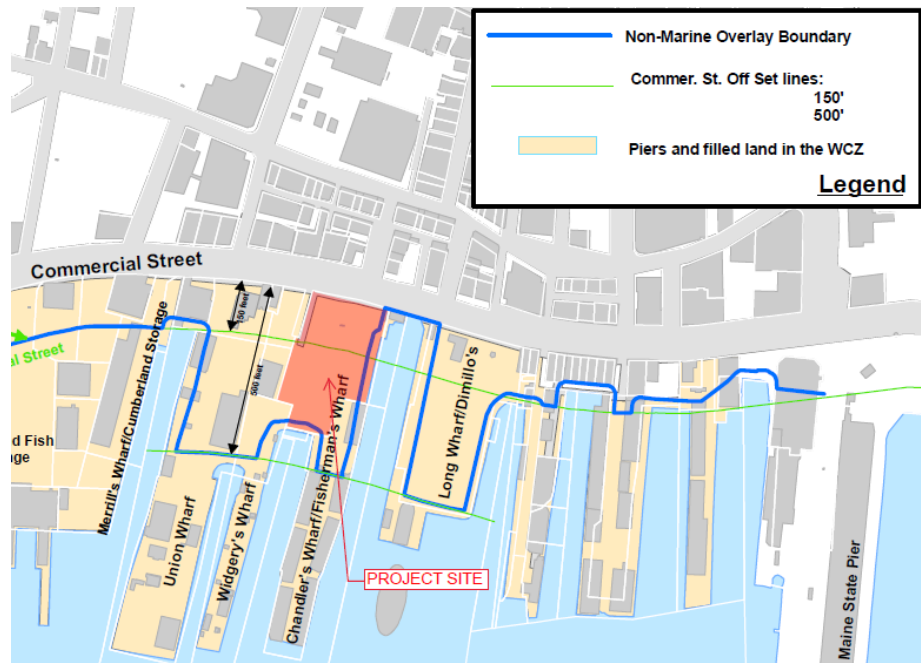 Non-Marine Overlay Boundary
Commer. St. Off Set lines:
150'
500'
Piers and filled land in the WCZ
Legend
Commercial Street
150 feet
500 feet
al Street
d Fish
nge
Merrill's Wharf/Cumberland Storage
Union Wharf
Widgery's Wharf
Chandler's Wharf/Fisherman's Wharf
Long Wharf/Dimillo's
PROJECT SITE
Maine State Pier